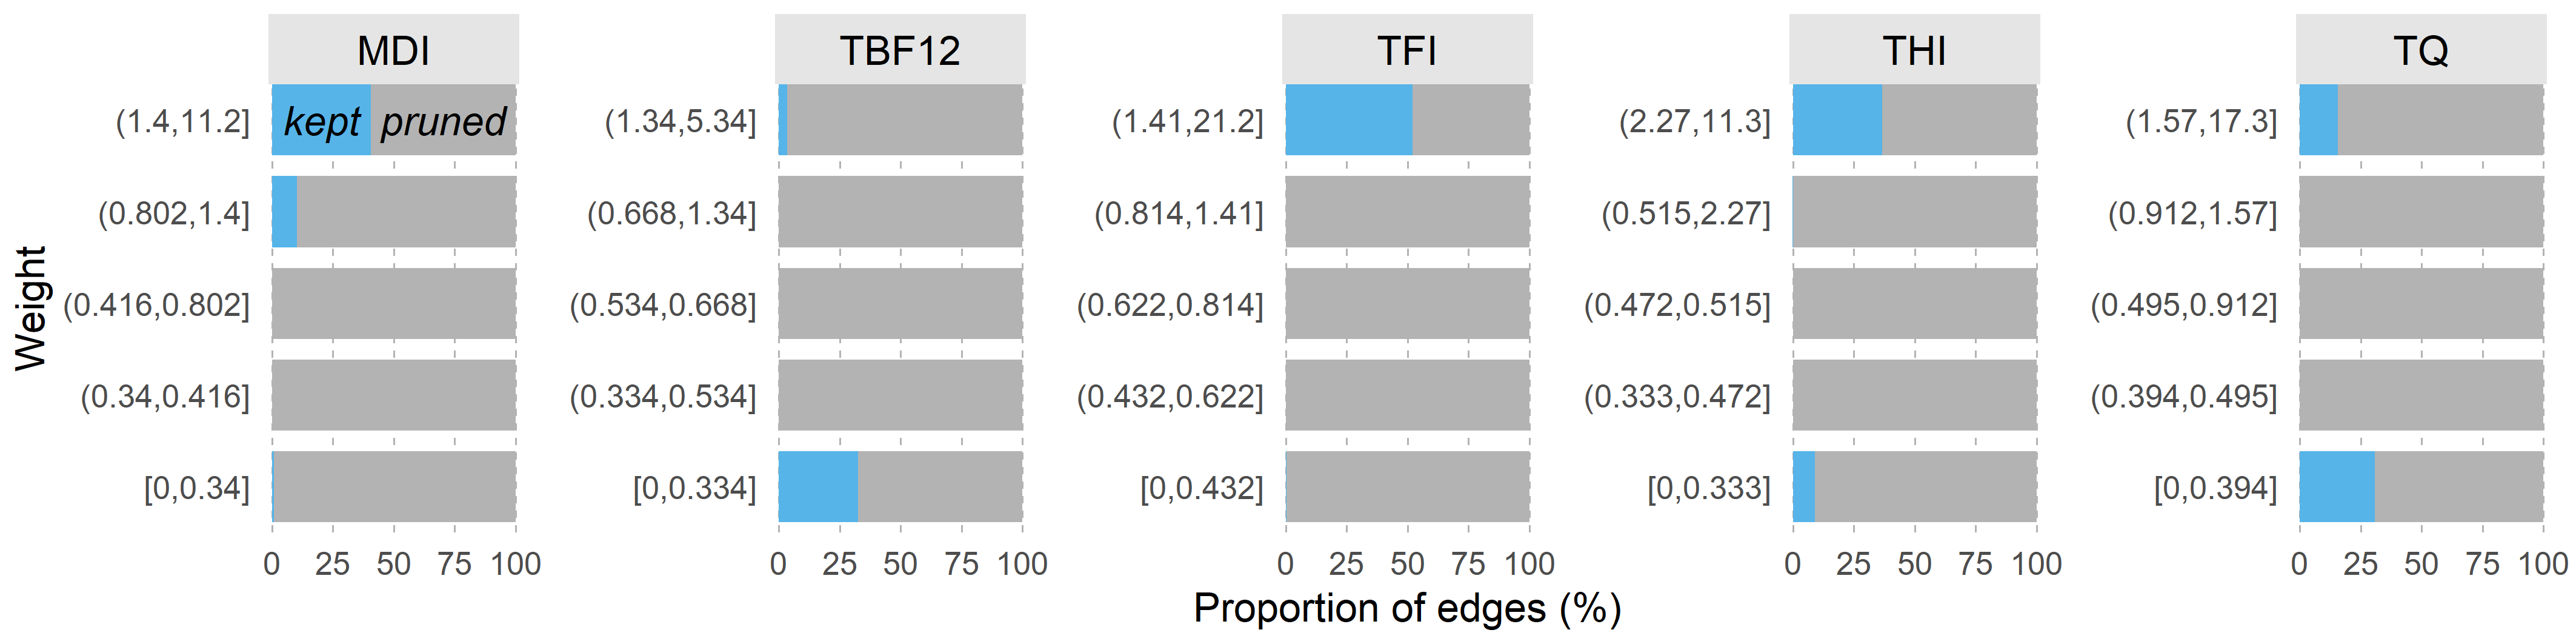 MDI TBF12 TFI THI TQ
Weight
(1.4,11.2] kept pruned (1.34,5.34] (1.41,21.2] (2.27,11.3] (1.57,17.3]
(0.802,1.4] (0.668,1.34] (0.814,1.41] (0.515,2.27] (0.912,1.57]
(0.416,0.802] (0.534,0.668] (0.622,0.814] (0.472,0.515] (0.495,0.912]
(0.34,0.416] (0.334,0.534] (0.432,0.622] (0.333,0.472] (0.394,0.495]
[0,0.34] [0,0.334] [0,0.432] [0,0.333] [0,0.394]
0 25 50 75 100 0 25 50 75 100 0 25 50 75 100 0 25 50 75 100 0 25 50 75 100
Proportion of edges (%)